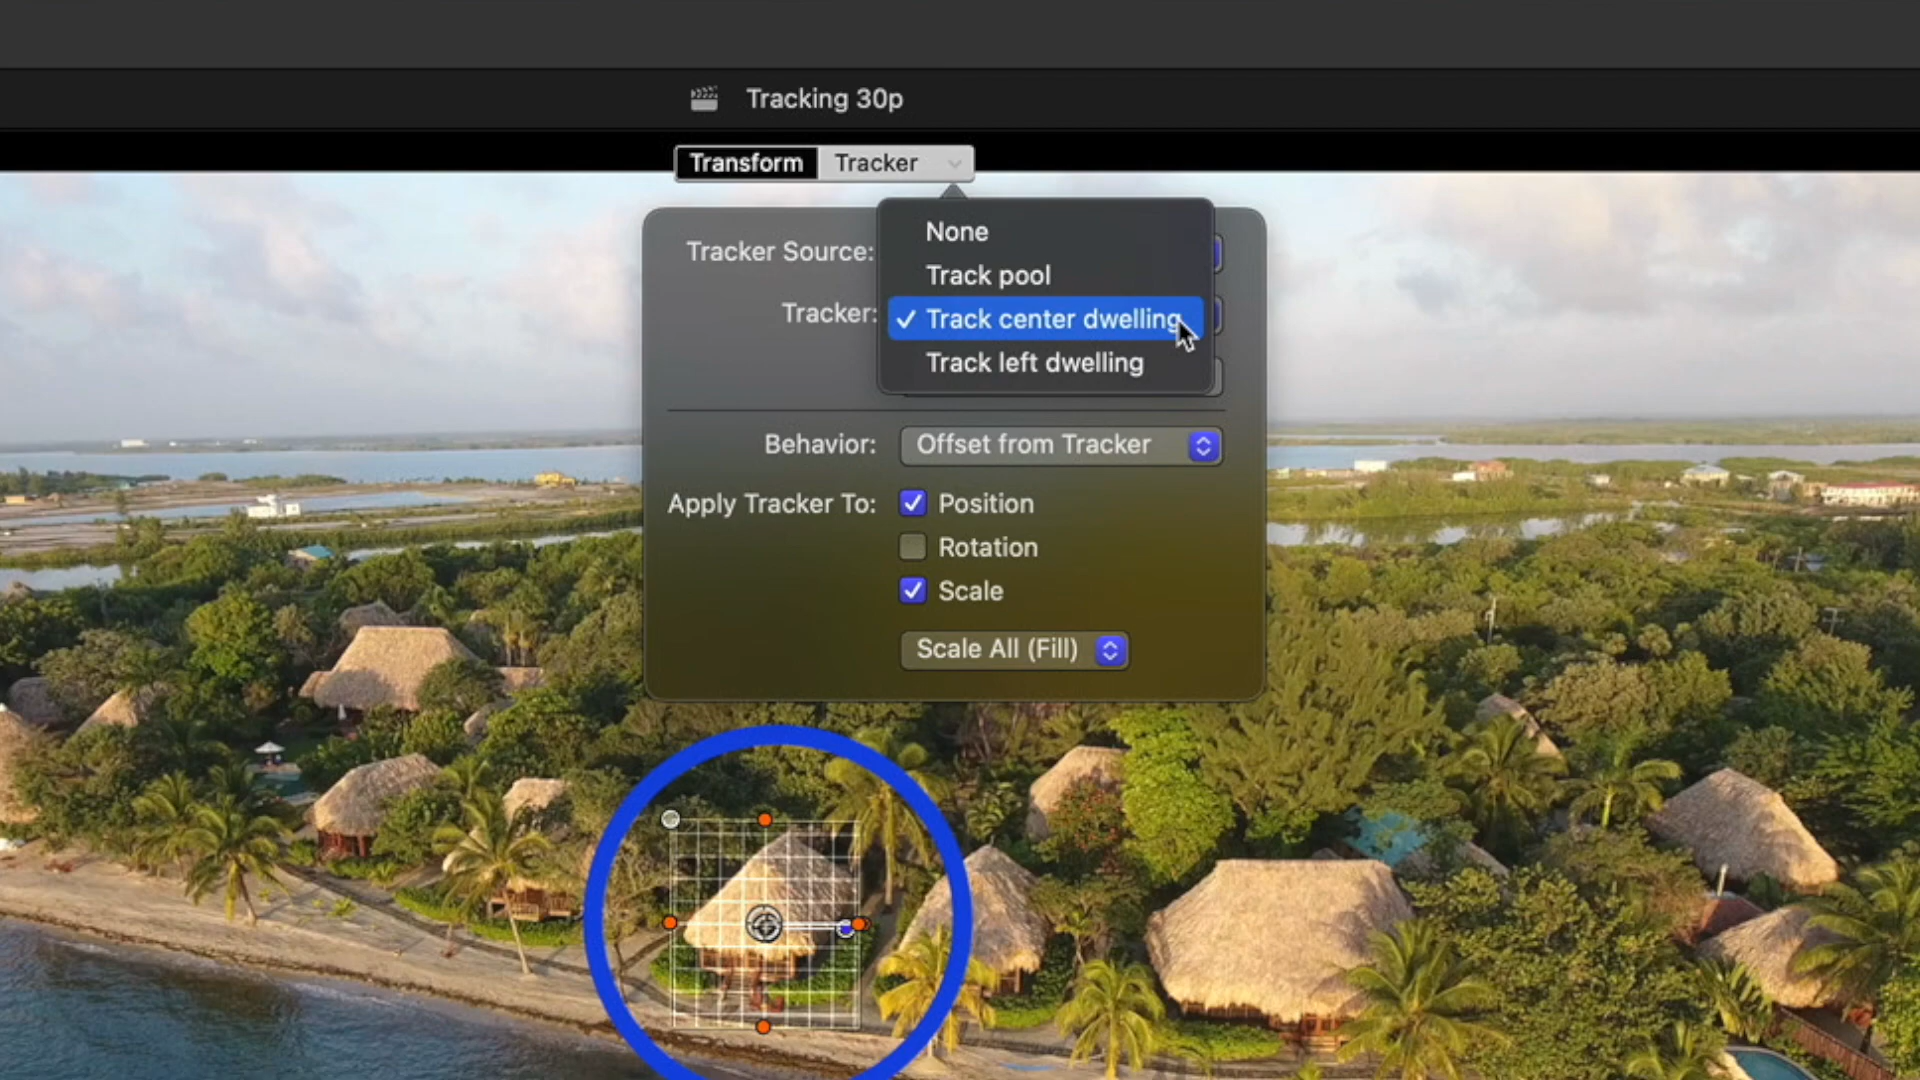 Tracking 30p
Transform Tracker
None
Tracker Source:
Track pool
Tracker:
Track center dwelling
Track left dwelling
Behavior: Offset from Tracker
Apply Tracker To: Position
Rotation
Scale
Scale All (Fill)